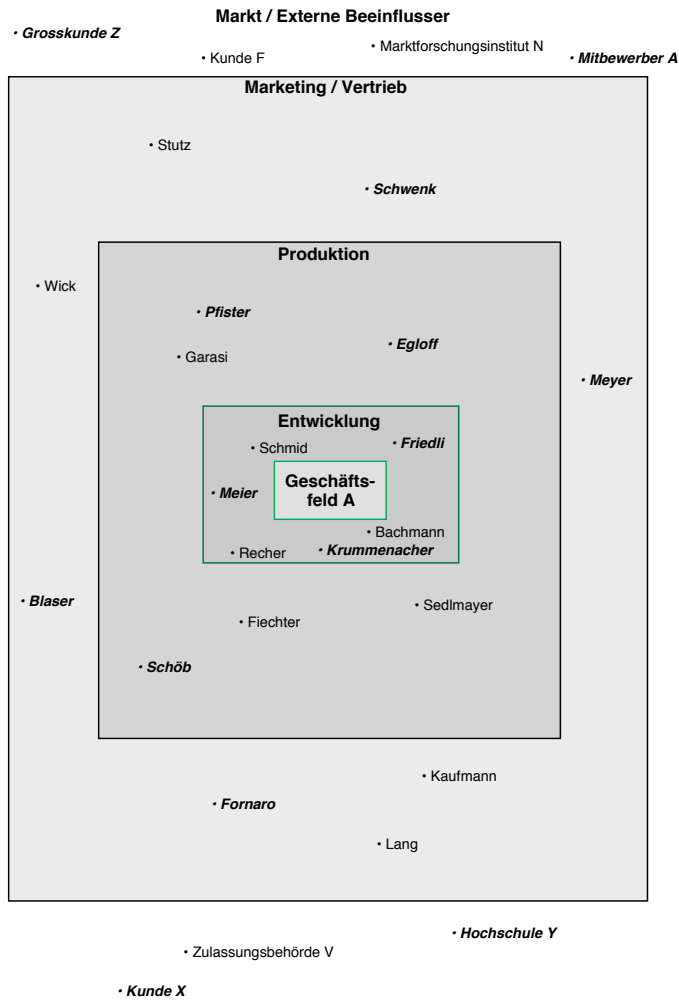 Markt / Externe Beeinflusser
• Grosskunde Z
• Kunde F
• Marktforschungsinstitut N
• Mitbewerber A
Marketing / Vertrieb
• Stutz
• Schwenk
Produktion
• Wick
• Pfister
• Egloff
• Garasi
• Meyer
Entwicklung
• Friedli
• Schmid
Geschäfts-
feld A
• Meier
• Bachmann
• Krummenacher
• Recher
• Blaser
• Sedlmayer
• Fiechter
• Schöb
• Kaufmann
• Fornaro
• Lang
• Hochschule Y
• Zulassungsbehörde V
• Kunde X